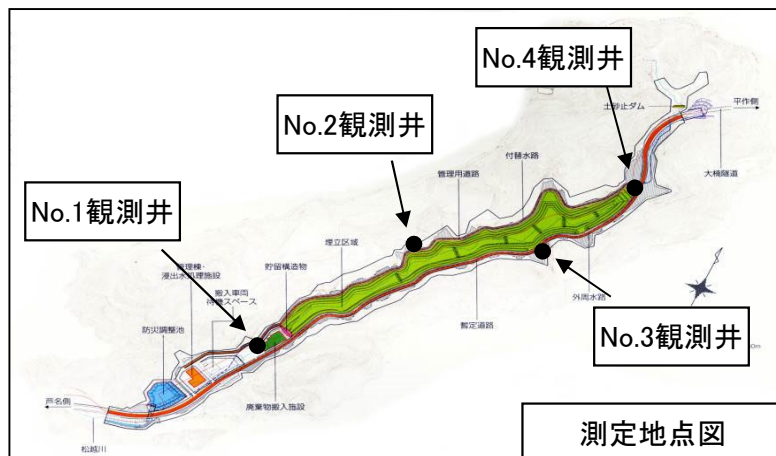 No.4観測井
土砂止ダム
平作側
No.2観測井
付替水路
大楠隧道
管理用道路
No.1観測井
埋立区域
貯留構造物
管理棟・
浸出水処理施設
搬入車両
待機スペース
外周水路
No.3観測井
防災調整池
暫定道路
芦名側
廃棄物搬入施設
松越川
測定地点図